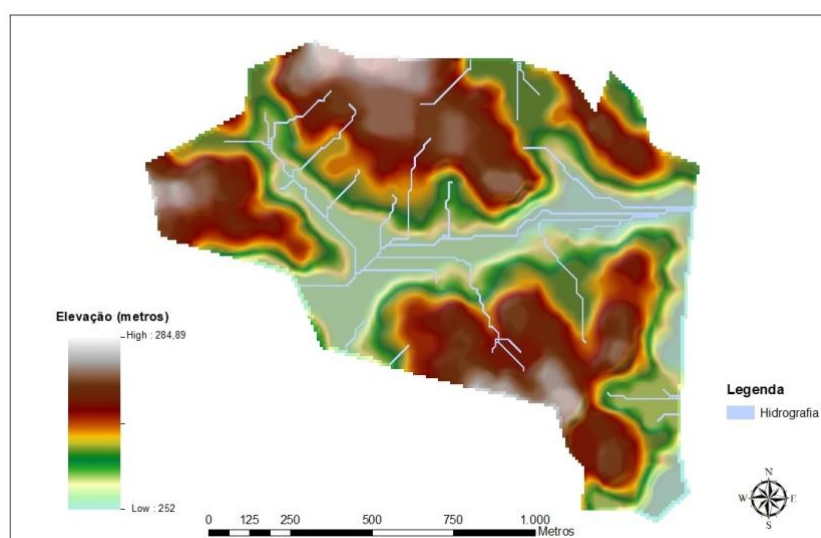 Elevação (metros)
High : 284,89
Low : 252
Legenda
Hidrografia
N
W E
S
0 125 250 500 750 1.000
Metros